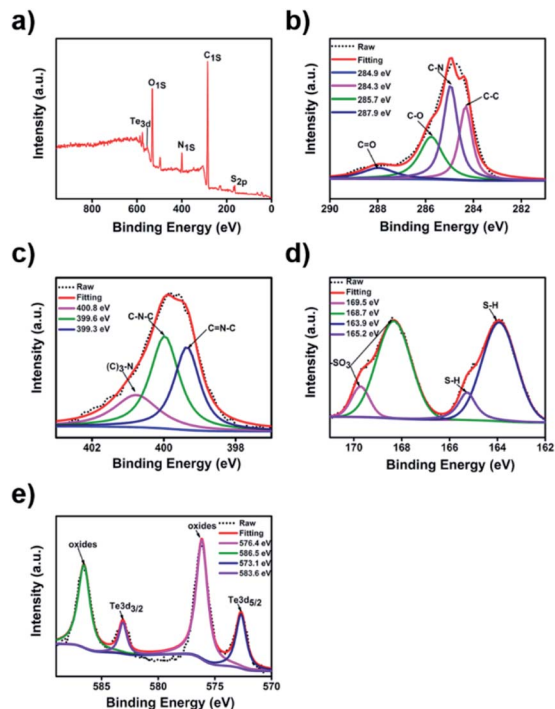 a)
Intensity (a.u.)
C1S
O1S
Te3d
N1S
S2p
800 600 400 200 0
Binding Energy (eV)
b)
Intensity (a.u.)
Raw
Fitting
284.9 eV
284.3 eV
285.7 eV
287.9 eV
C-N
C-C
C-O
C=O
290 288 286 284 282
Binding Energy (eV)
c)
Intensity (a.u.)
Raw
Fitting
400.8 eV
399.6 eV
399.3 eV
C-N-C
C=N-C
(C)3-N
402 400 398
Binding Energy (eV)
d)
Intensity (a.u.)
Raw
Fitting
169.5 eV
168.7 eV
163.9 eV
165.2 eV
S-H
-SO3
S-H
170 168 166 164 162
Binding Energy (eV)
e)
Intensity (a.u.)
oxides
oxides
Raw
Fitting
576.4 eV
586.5 eV
573.1 eV
583.6 eV
Te3d3/2
Te3d5/2
585 580 575 570
Binding Energy (eV)